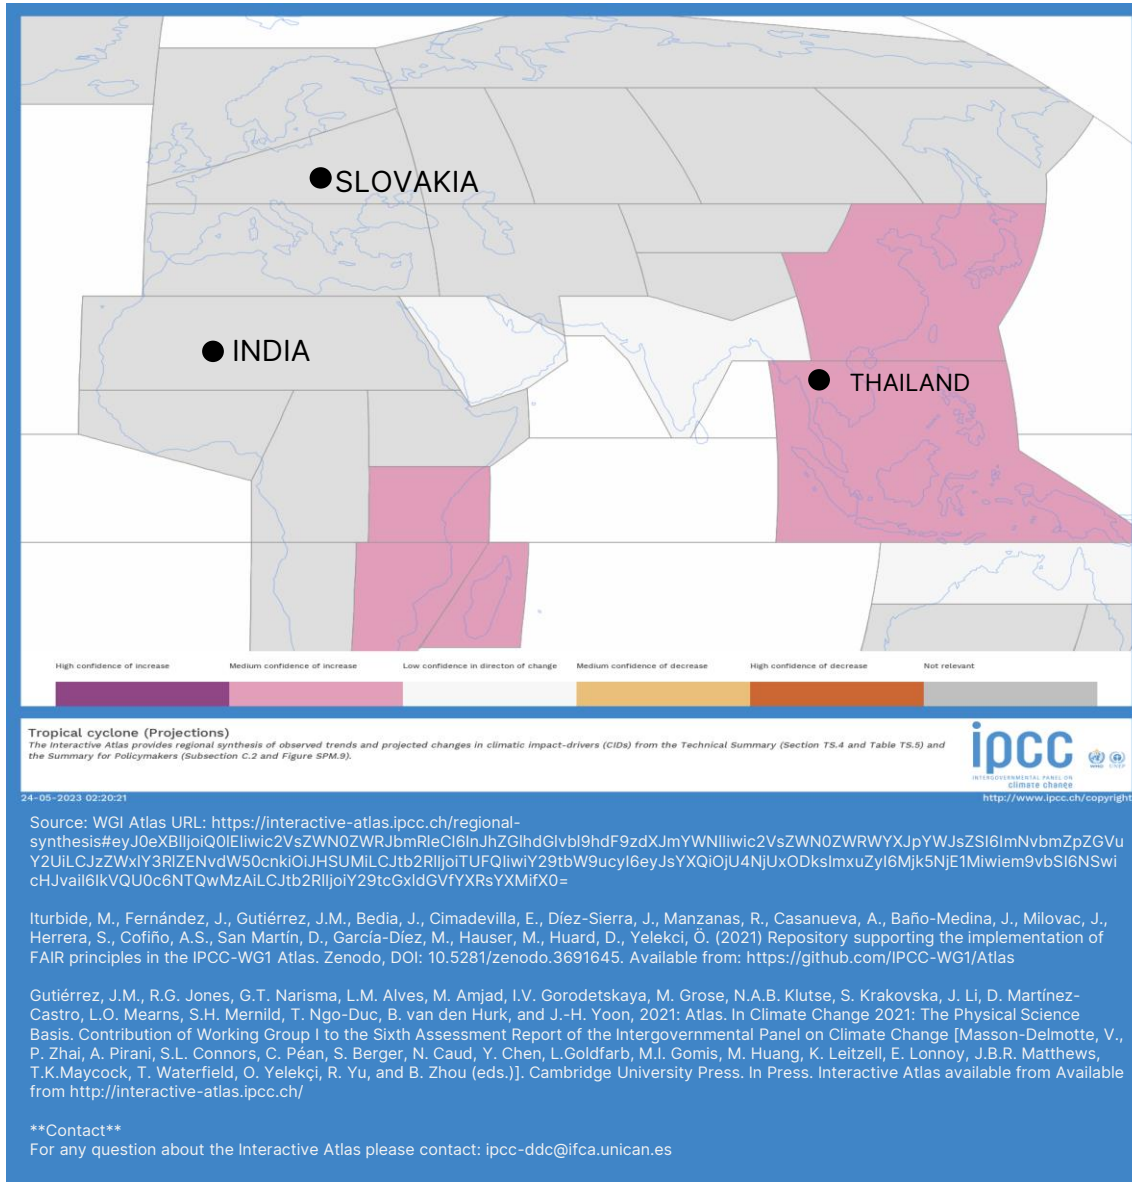 SLOVAKIA
INDIA
THAILAND
High confidence of increase
Medium confidence of increase
Low confidence in directon of change
Medium confidence of decrease
High confidence of decrease
Not relevant
Tropical cyclone (Projections)
The Interactive Atlas provides regional synthesis of observed trends and projected changes in climatic impact-drivers (CIDs) from the Technical Summary (Section TS.4 and Table TS.5) and
the Summary for Policymakers (Subsection C.2 and Figure SPM.9).
ipcc
INTERGOVERNMENTAL PANEL ON
climate change
24-05-2023 02:20:21
http://www.ipcc.ch/copyright
Source: WGI Atlas URL: https://interactive-atlas.ipcc.ch/regional-
Iturbide, M., Fernández, J., Gutiérrez, J.M., Bedia, J., Cimadevilla, E., Díez-Sierra, J., Manzanas, R., Casanueva, A., Baño-Medina, J., Milovac, J.,
Herrera, S., Cofiño, A.S., San Martín, D., García-Díez, M., Hauser, M., Huard, D., Yelekci, Ö. (2021) Repository supporting the implementation of
FAIR principles in the IPCC-WG1 Atlas. Zenodo, DOI: 10.5281/zenodo.3691645. Available from: https://github.com/IPCC-WG1/Atlas
Gutiérrez, J.M., R.G. Jones, G.T. Narisma, L.M. Alves, M. Amjad, I.V. Gorodetskaya, M. Grose, N.A.B. Klutse, S. Krakovska, J. Li, D. Martínez-
Castro, L.O. Mearns, S.H. Mernild, T. Ngo-Duc, B. van den Hurk, and J.-H. Yoon, 2021: Atlas. In Climate Change 2021: The Physical Science
Basis. Contribution of Working Group I to the Sixth Assessment Report of the Intergovernmental Panel on Climate Change [Masson-Delmotte, V.,
P. Zhai, A. Pirani, S.L. Connors, C. Péan, S. Berger, N. Caud, Y. Chen, L.Goldfarb, M.I. Gomis, M. Huang, K. Leitzell, E. Lonnoy, J.B.R. Matthews,
T.K.Maycock, T. Waterfield, O. Yelekçi, R. Yu, and B. Zhou (eds.)]. Cambridge University Press. In Press. Interactive Atlas available from Available
from http://interactive-atlas.ipcc.ch/
**Contact**
For any question about the Interactive Atlas please contact: ipcc-ddc@ifca.unican.es